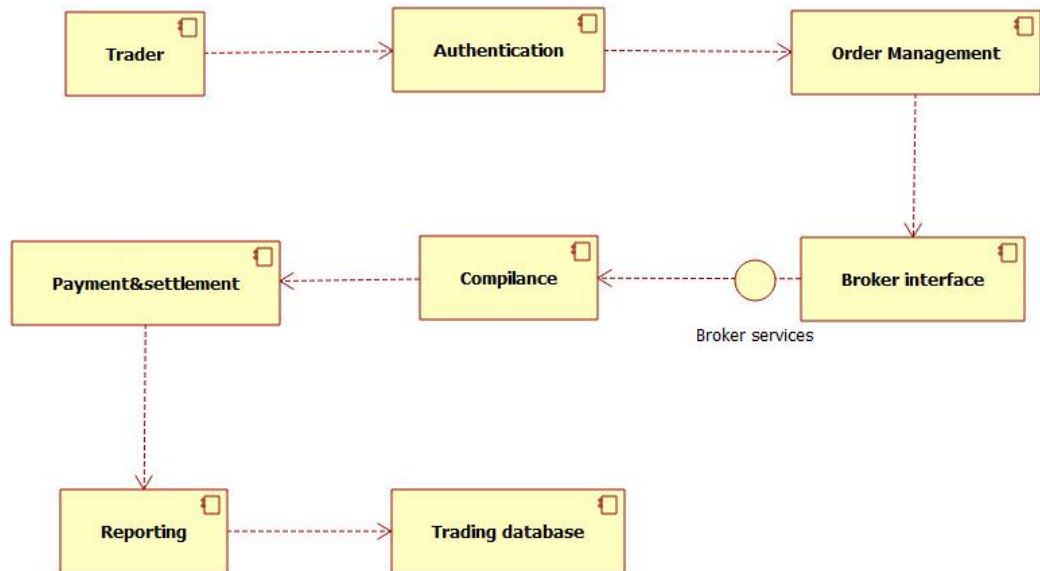 Trader
Authentication
Order Management
Payment&settlement
Compilance
Broker interface
Broker services
Reporting
Trading database